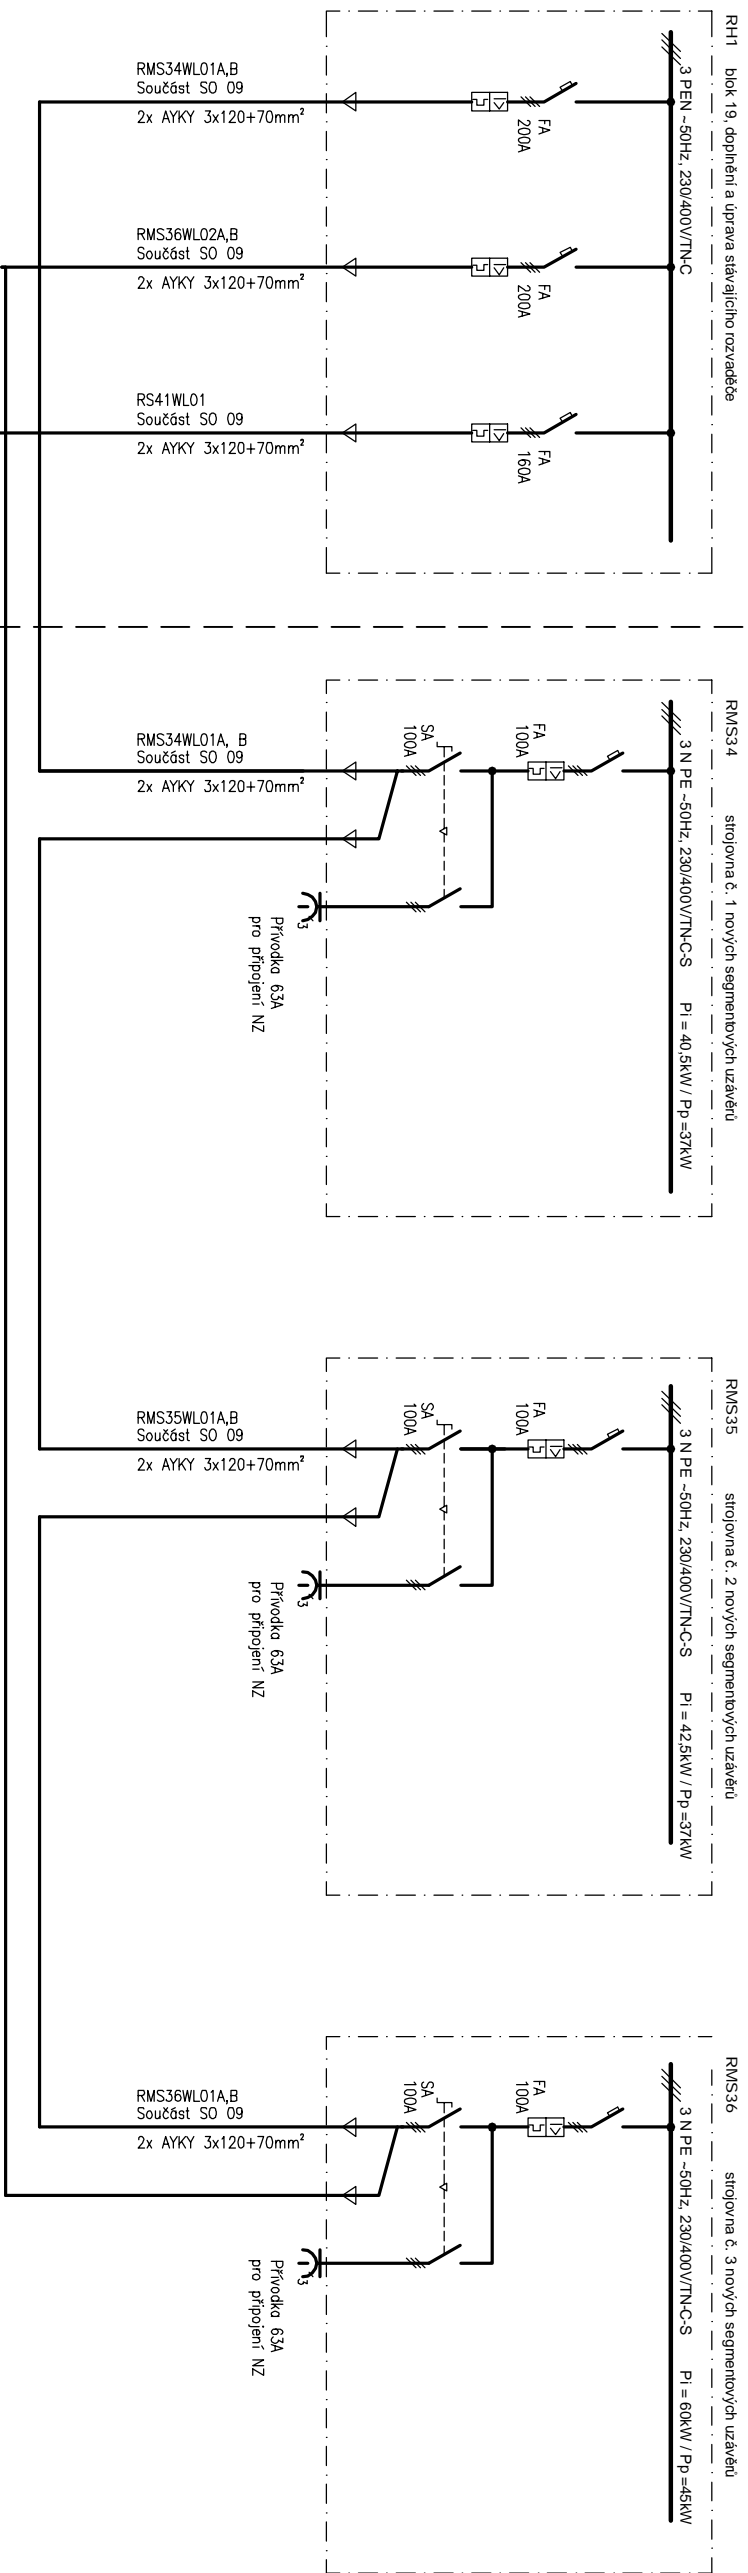 RH1 blok 19, doplnění a úprava stávajícího rozvaděče
3 PEN ~50Hz, 230/400V/TN-C
FA
200A
RMS34WL01A,B
Součást SO 09
2x AYKY 3x120+70mm²
FA
200A
RMS36WL02A,B
Součást SO 09
2x AYKY 3x120+70mm²
FA
160A
RS41WL01
Součást SO 09
2x AYKY 3x120+70mm²
RMS34 strojovna č. 1 nových segmentových uzávěrů
3 N PE ~50Hz, 230/400V/TN-C-S Pi = 40,5kW / Pp =37kW
FA
100A
SA
100A
RMS34WL01A, B
Součást SO 09
2x AYKY 3x120+70mm²
3
Přívodka 63A
pro připojení NZ
RMS35 strojovna č. 2 nových segmentových uzávěrů
3 N PE ~50Hz, 230/400V/TN-C-S Pi = 42,5kW / Pp =37kW
FA
100A
SA
100A
RMS35WL01A,B
Součást SO 09
2x AYKY 3x120+70mm²
3
Přívodka 63A
pro připojení NZ
RMS36 strojovna č. 3 nových segmentových uzávěrů
3 N PE ~50Hz, 230/400V/TN-C-S Pi = 60kW / Pp =45kW
FA
100A
SA
100A
RMS36WL01A,B
Součást SO 09
2x AYKY 3x120+70mm²
3
Přívodka 63A
pro připojení NZ